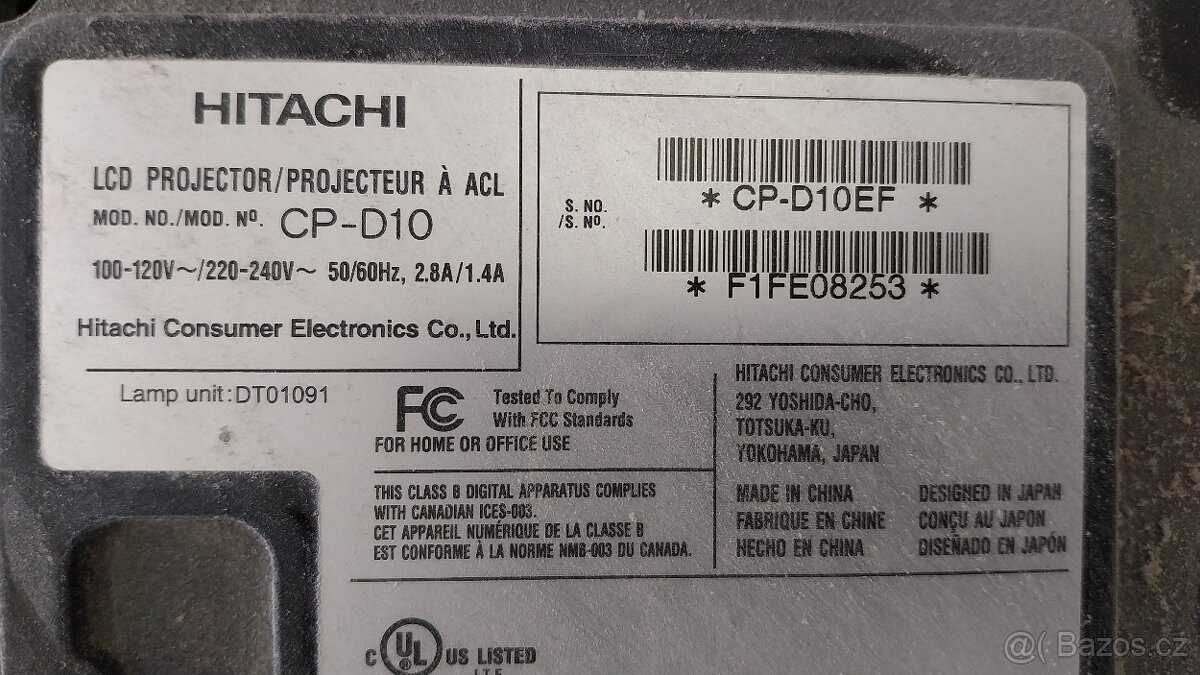 HITACHI
LCD PROJECTOR/PROJECTEUR À ACL
MOD. NO./MOD. Nº. CP-D10
100-120V~/220-240V~ 50/60Hz, 2.8A/1.4A
Hitachi Consumer Electronics Co., Ltd.
S. NO.
/S. Nº.
* CP-D10EF *
* F1FE08253 *
Lamp unit:DT01091
FC
Tested To Comply
With FCC Standards
FOR HOME OR OFFICE USE
THIS CLASS B DIGITAL APPARATUS COMPLIES
WITH CANADIAN ICES-003.
CET APPAREIL NUMÉRIQUE DE LA CLASSE B
EST CONFORME À LA NORME NMB-003 DU CANADA.
HITACHI CONSUMER ELECTRONICS CO., LTD.
292 YOSHIDA-CHO,
TOTSUKA-KU,
YOKOHAMA, JAPAN
MADE IN CHINA DESIGNED IN JAPAN
FABRIQUE EN CHINE CONÇU AU JAPON
HECHO EN CHINA DISEÑADO EN JAPÓN
C UL US LISTED
I.T.E.
@( Bazos.cz